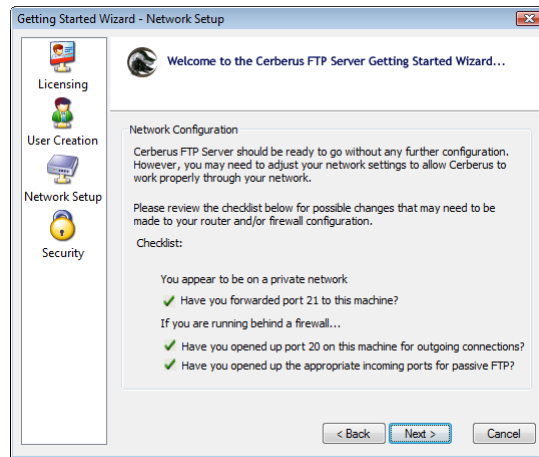 Getting Started Wizard - Network Setup
Licensing
User Creation
Network Setup
Security
Welcome to the Cerberus FTP Server Getting Started Wizard...
Network Configuration
Cerberus FTP Server should be ready to go without any further configuration.
However, you may need to adjust your network settings to allow Cerberus to
work properly through your network.
Please review the checklist below for possible changes that may need to be
made to your router and/or firewall configuration.
Checklist:
You appear to be on a private network
Have you forwarded port 21 to this machine?
If you are running behind a firewall...
Have you opened up port 20 on this machine for outgoing connections?
Have you opened up the appropriate incoming ports for passive FTP?
< Back
Next >
Cancel